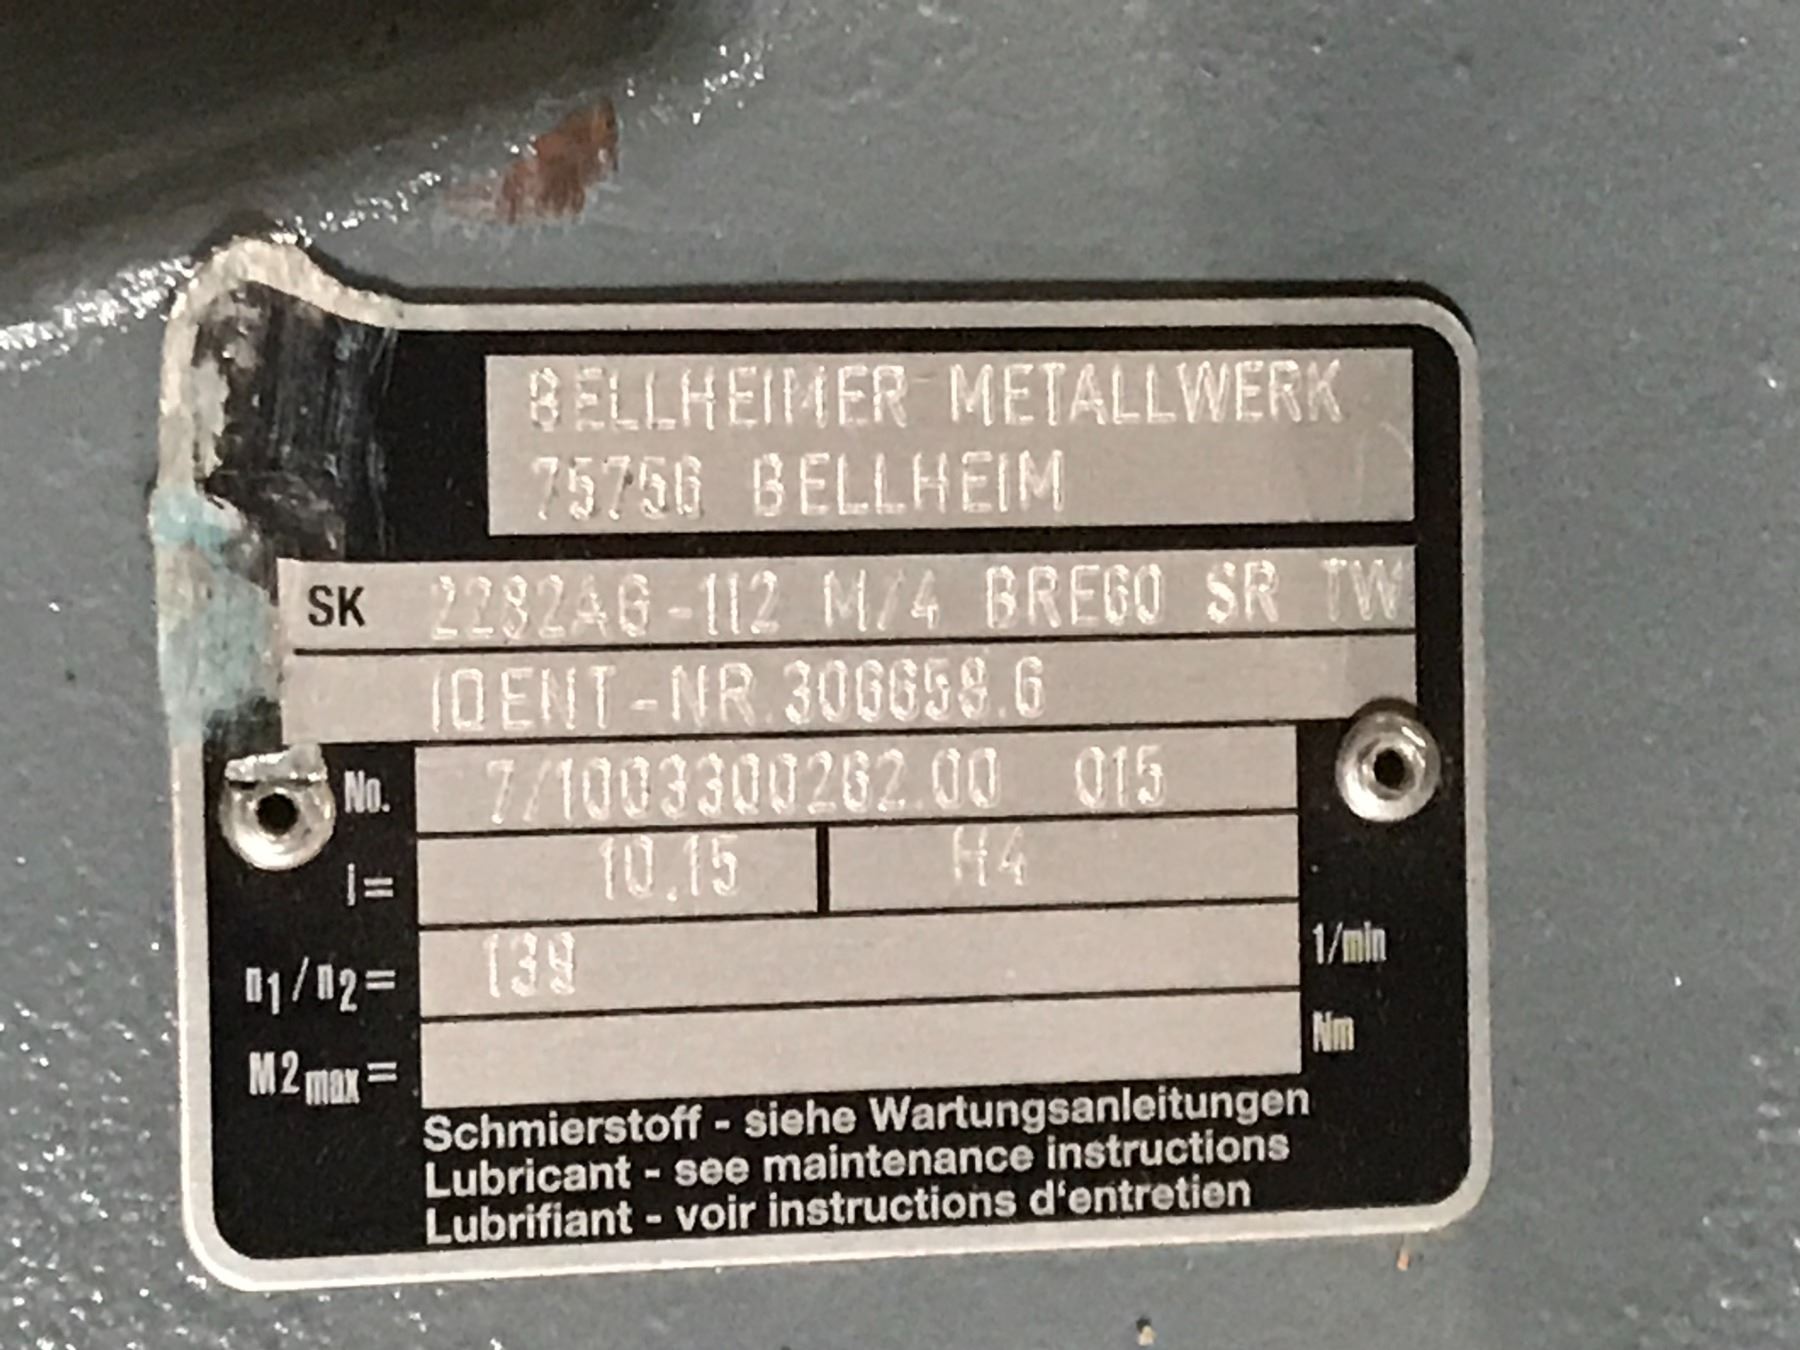 BELLHEIMER METALLWERK
75756 BELLHEIM
SK 2282AG-112 M/4 BRE60 SR TW
IDENT-NR.306658.6
No. 7/1003300262.00 015
i= 10.15 H4
n1/n2= 139 1/min
M2max= Nm
Schmierstoff - siehe Wartungsanleitungen
Lubricant - see maintenance instructions
Lubrifiant - voir instructions d'entretien